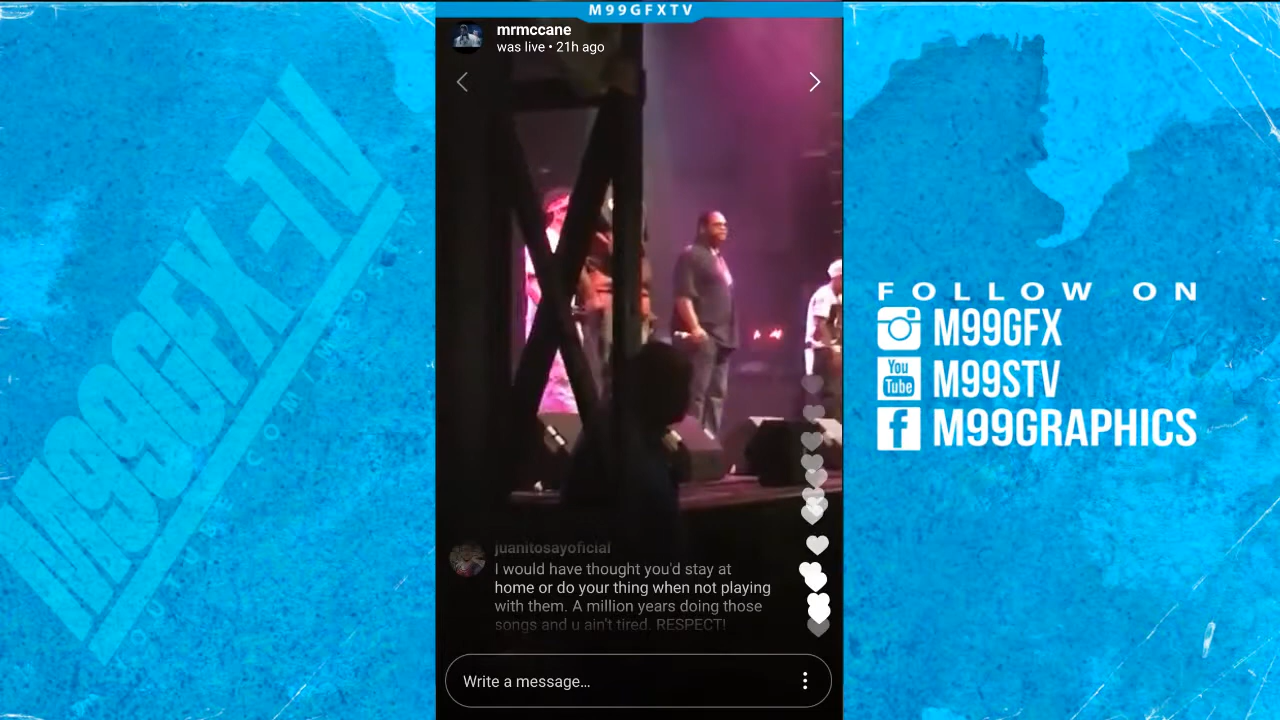 M99GFXTV
mrmccane
was live • 21h ago
M99GFX-TV
FOLLOW ON
M99GFX
You Tube M99STV
f M99GRAPHICS
juanitosayoficial
I would have thought you'd stay at
home or do your thing when not playing
with them. A million years doing those
songs and u ain't tired. RESPECT!
Write a message...